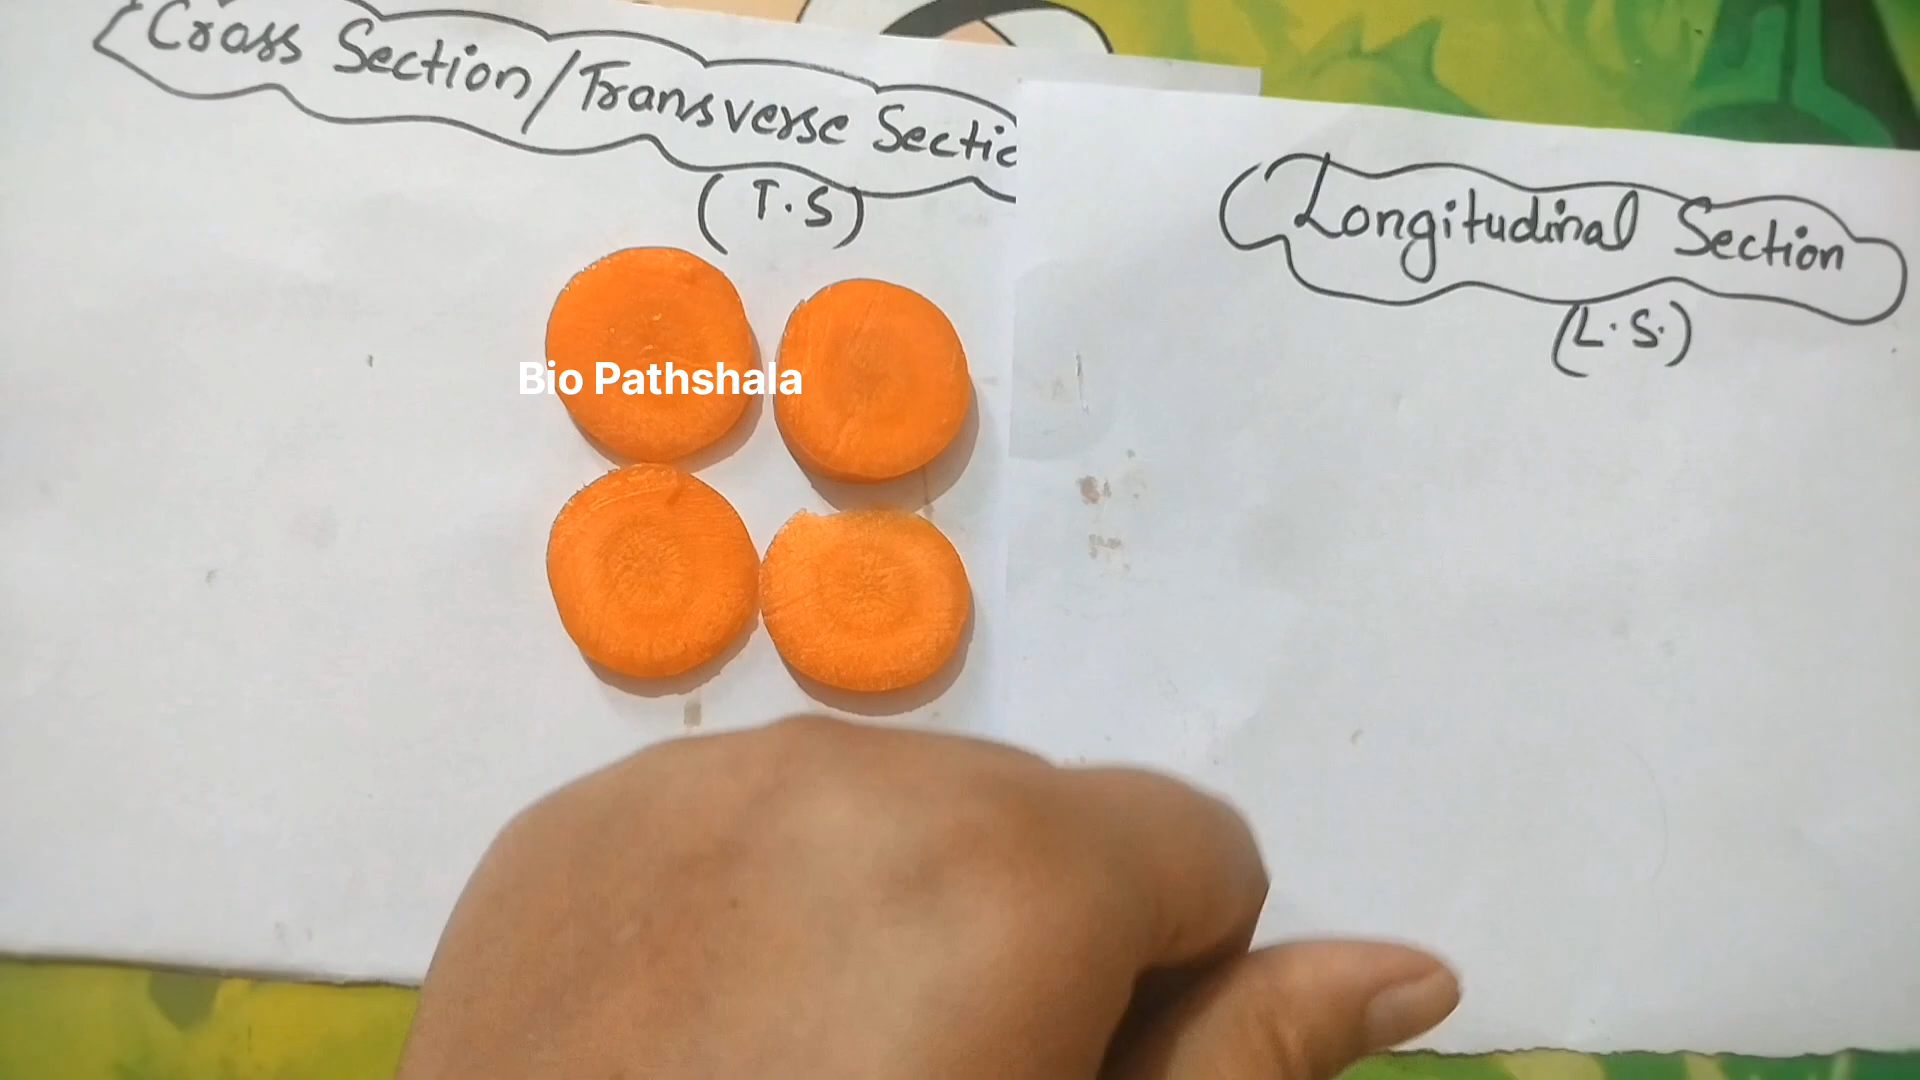 Cross Section/Transverse Sectio
(T.S)
Longitudinal Section
(L.S.)
Bio Pathshala